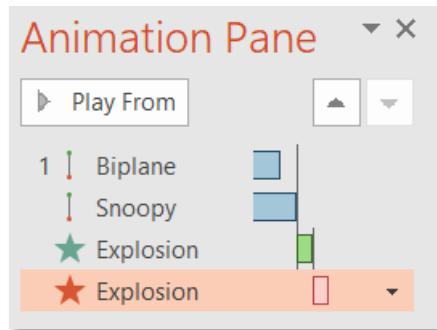 Animation Pane
Play From
1 Biplane
Snoopy
Explosion
Explosion